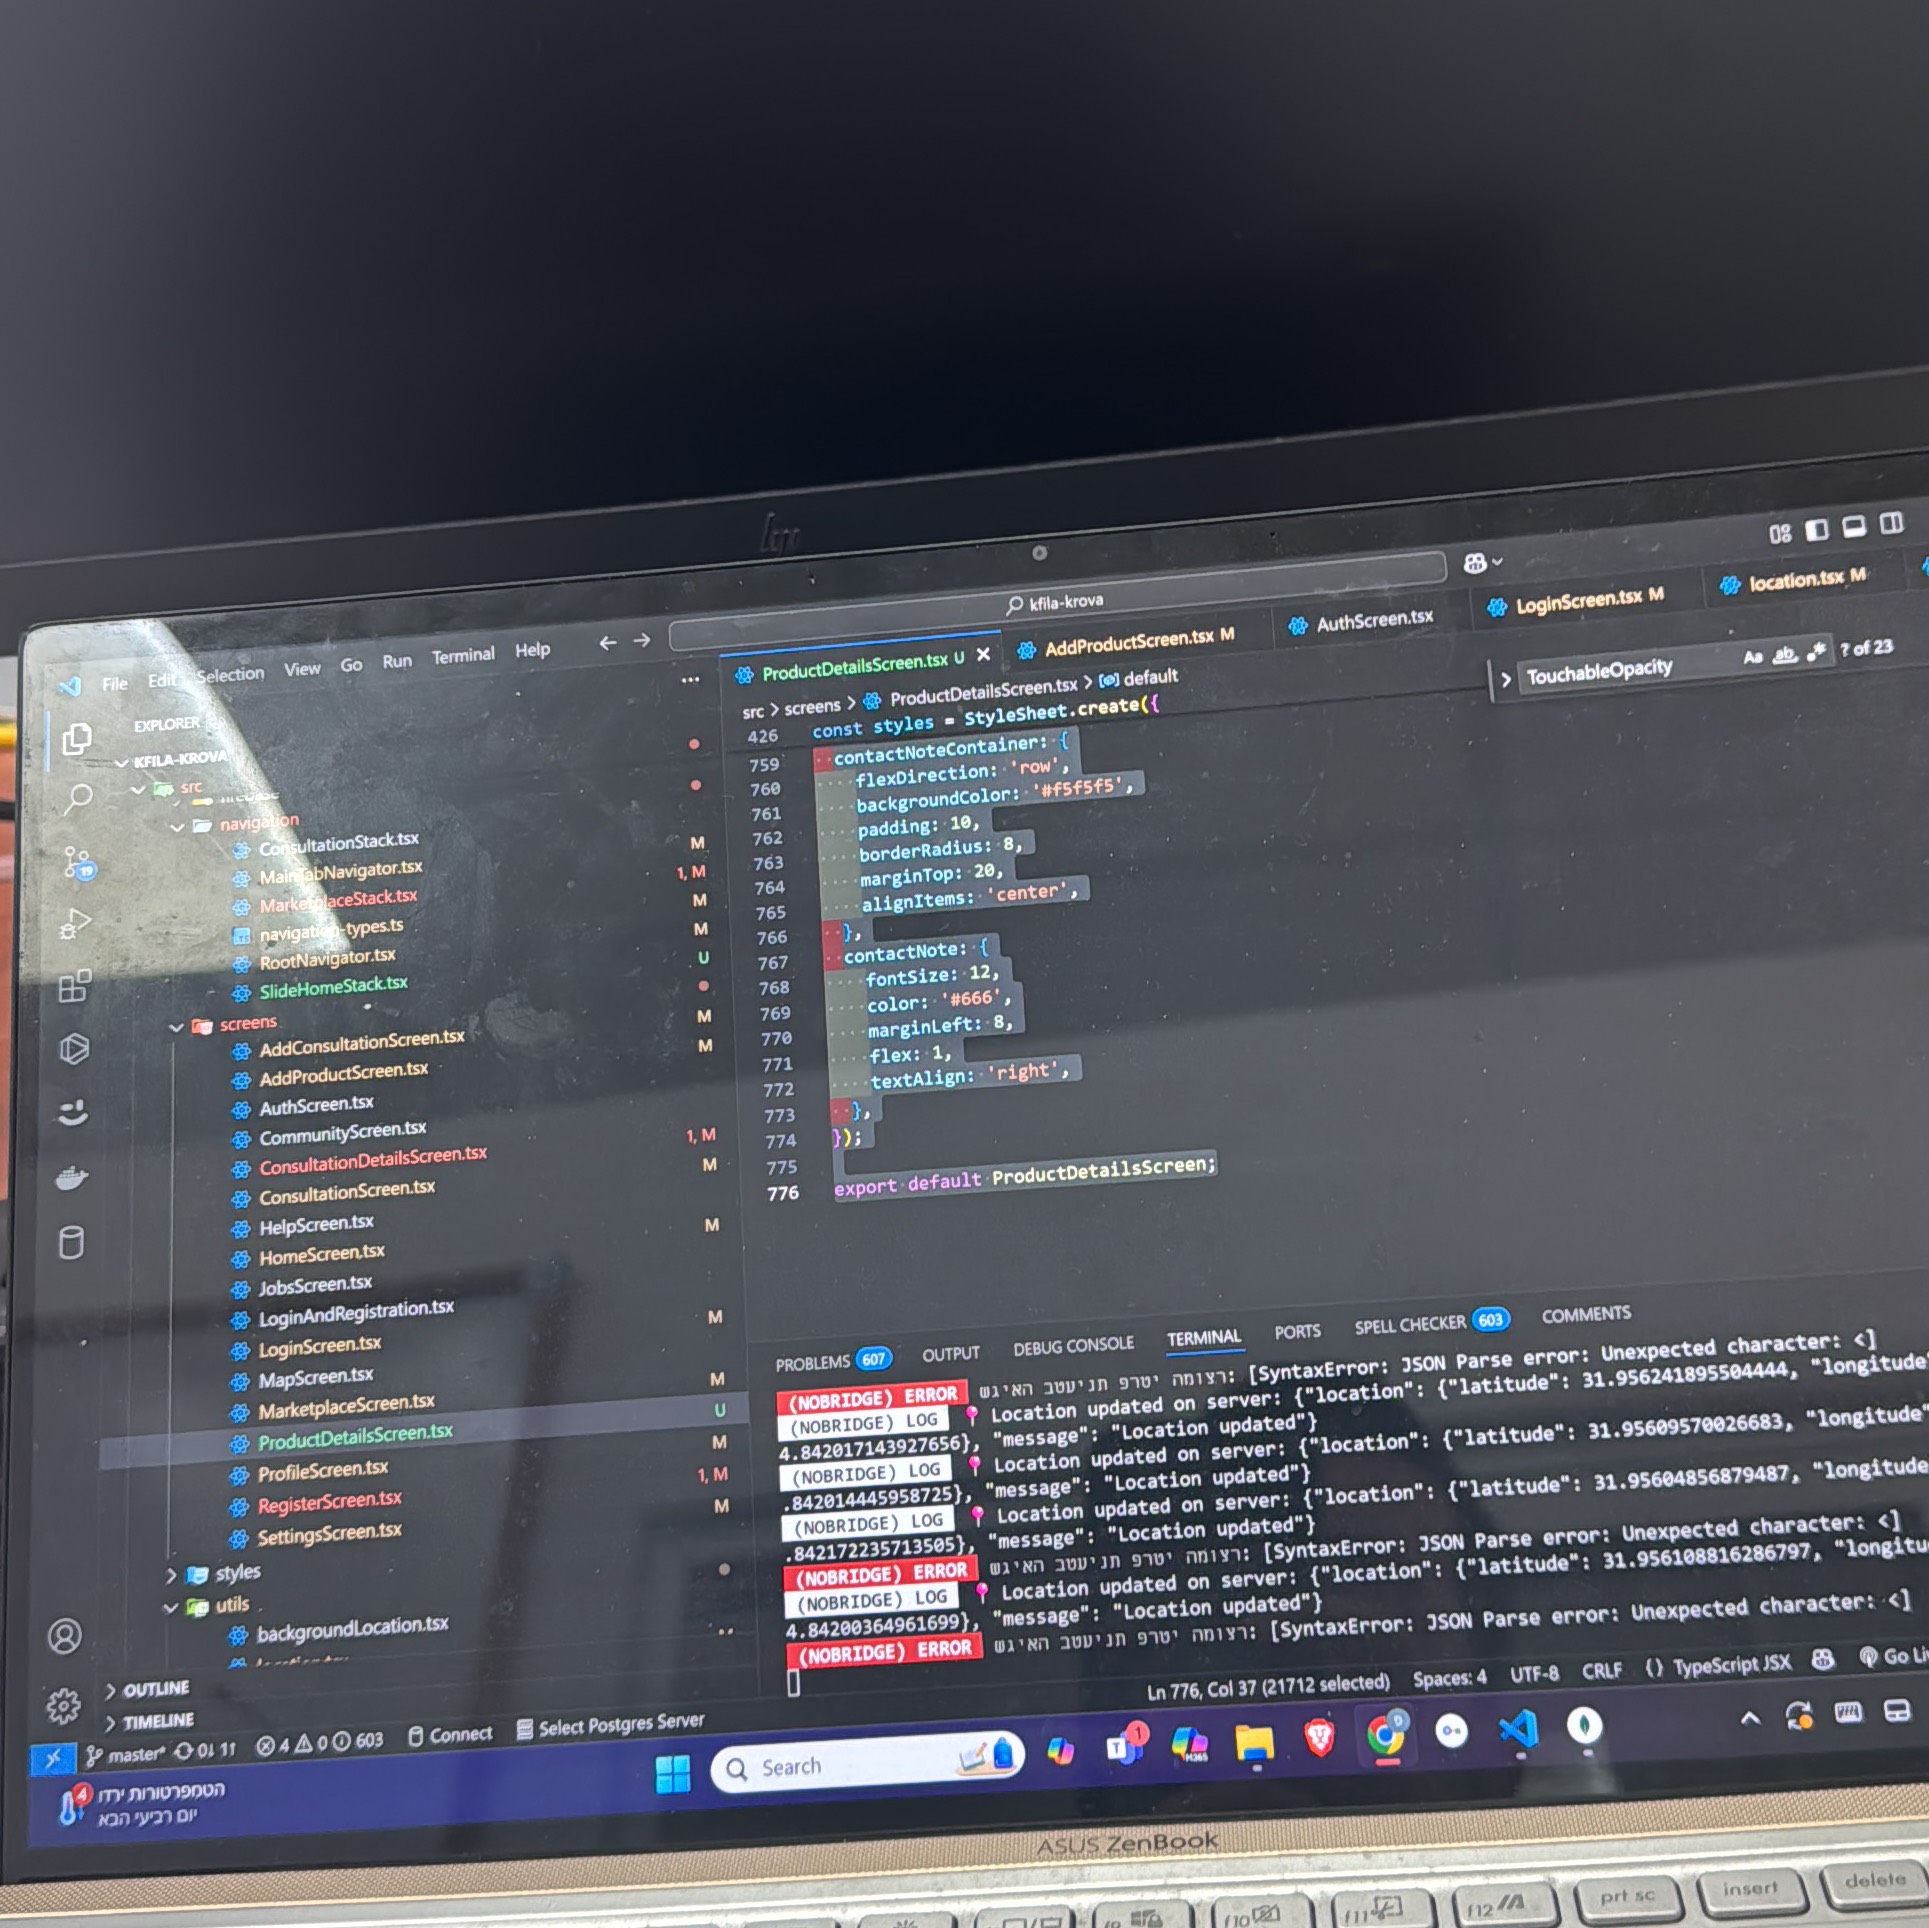 hp
File Edit Selection View Go Run Terminal Help
kfila-krova
EXPLORER
KFILA-KROVA
src
navigation
ConsultationStack.tsx
M
MainTabNavigator.tsx
1, M
MarketplaceStack.tsx
M
navigation-types.ts
M
RootNavigator.tsx
U
SlideHomeStack.tsx
screens
M
AddConsultationScreen.tsx
M
AddProductScreen.tsx
AuthScreen.tsx
CommunityScreen.tsx
1, M
ConsultationDetailsScreen.tsx
M
ConsultationScreen.tsx
HelpScreen.tsx
M
HomeScreen.tsx
JobsScreen.tsx
LoginAndRegistration.tsx
M
LoginScreen.tsx
MapScreen.tsx
M
MarketplaceScreen.tsx
U
ProductDetailsScreen.tsx
M
ProfileScreen.tsx
1, M
RegisterScreen.tsx
M
SettingsScreen.tsx
styles
utils
backgroundLocation.tsx
OUTLINE
TIMELINE
19
ProductDetailsScreen.tsx U
AddProductScreen.tsx M
AuthScreen.tsx
LoginScreen.tsx M
location.tsx M
src > screens > ProductDetailsScreen.tsx > default
TouchableOpacity
Aa ab ? of 23
426 const styles = StyleSheet.create({
759 contactNoteContainer: {
760 flexDirection: 'row',
761 backgroundColor: '#f5f5f5',
762 padding: 10,
763 borderRadius: 8,
764 marginTop: 20,
765 alignItems: 'center',
766 },
767 contactNote: {
768 fontSize: 12,
769 color: '#666',
770 marginLeft: 8,
771 flex: 1,
772 textAlign: 'right',
773 },
774 });
775
776 export default ProductDetailsScreen;
PROBLEMS 607 OUTPUT DEBUG CONSOLE TERMINAL PORTS SPELL CHECKER 603 COMMENTS
(NOBRIDGE) ERROR שגיאה בטעינת פרטי המוצר: [SyntaxError: JSON Parse error: Unexpected character: <]
(NOBRIDGE) LOG 📍 Location updated on server: {"location": {"latitude": 31.956241895504444, "longitude"
4.842017143927656}, "message": "Location updated"}
(NOBRIDGE) LOG 📍 Location updated on server: {"location": {"latitude": 31.95609570026683, "longitude"
.842014445958725}, "message": "Location updated"}
(NOBRIDGE) LOG 📍 Location updated on server: {"location": {"latitude": 31.95604856879487, "longitude
.842172235713505}, "message": "Location updated"}
(NOBRIDGE) ERROR שגיאה בטעינת פרטי המוצר: [SyntaxError: JSON Parse error: Unexpected character: <]
(NOBRIDGE) LOG 📍 Location updated on server: {"location": {"latitude": 31.956108816286797, "longitu
4.84200364961699}, "message": "Location updated"}
(NOBRIDGE) ERROR שגיאה בטעינת פרטי המוצר: [SyntaxError: JSON Parse error: Unexpected character: <]
master* 0↓ 1↑ 4 0 603 Connect Select Postgres Server
Ln 776, Col 37 (21712 selected) Spaces: 4 UTF-8 CRLF {} TypeScript JSX Go Li
4
הטמפרטורות ירדו
יום רביעי הבא
Search
1
M365
ASUS ZenBook
f10 f11 f12 prt sc insert delete